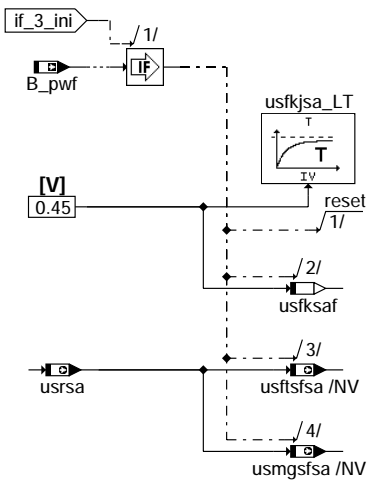 if_3_ini
/1/
IF
B_pwf
usfkjsa_LT
T
T
IV
[V]
0.45
reset
/1/
/2/
usfksaf
/3/
usrsa
usftsfsa /NV
/4/
usmgsfsa /NV